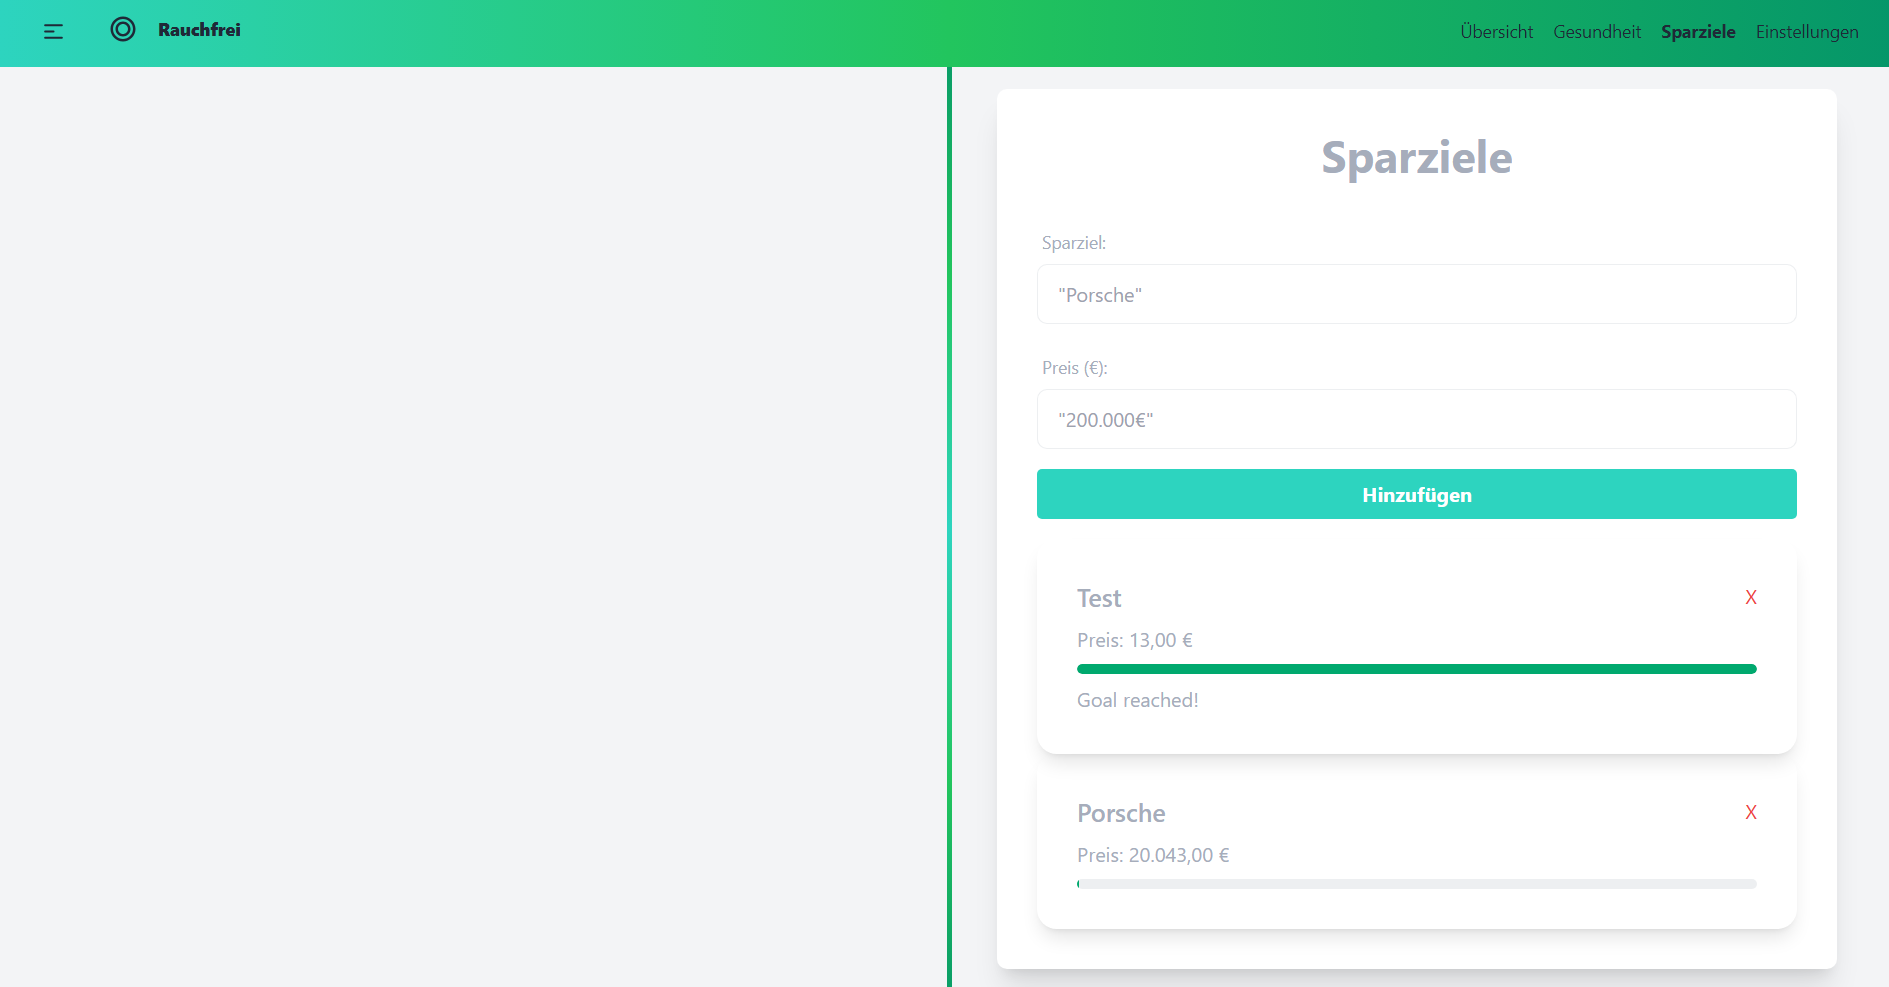 Rauchfrei
Übersicht Gesundheit Sparziele Einstellungen
Sparziele
Sparziel:
"Porsche"
Preis (€):
"200.000€"
Hinzufügen
Test X
Preis: 13,00 €
Goal reached!
Porsche X
Preis: 20.043,00 €